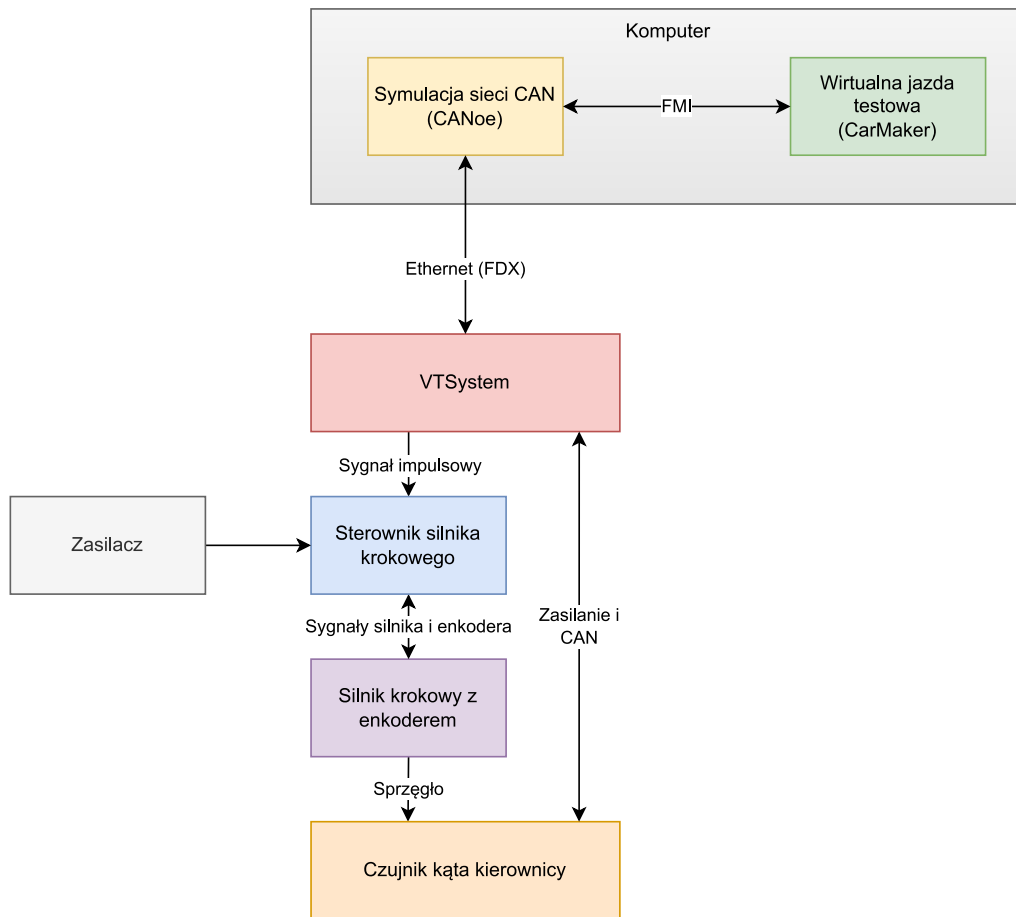 Komputer
Symulacja sieci CAN
(CANoe)
FMI
Wirtualna jazda
testowa
(CarMaker)
Ethernet (FDX)
VTSystem
Sygnał impulsowy
Zasilacz
Sterownik silnika
krokowego
Sygnały silnika i enkodera
Zasilanie i
CAN
Silnik krokowy z
enkoderem
Sprzęgło
Czujnik kąta kierownicy